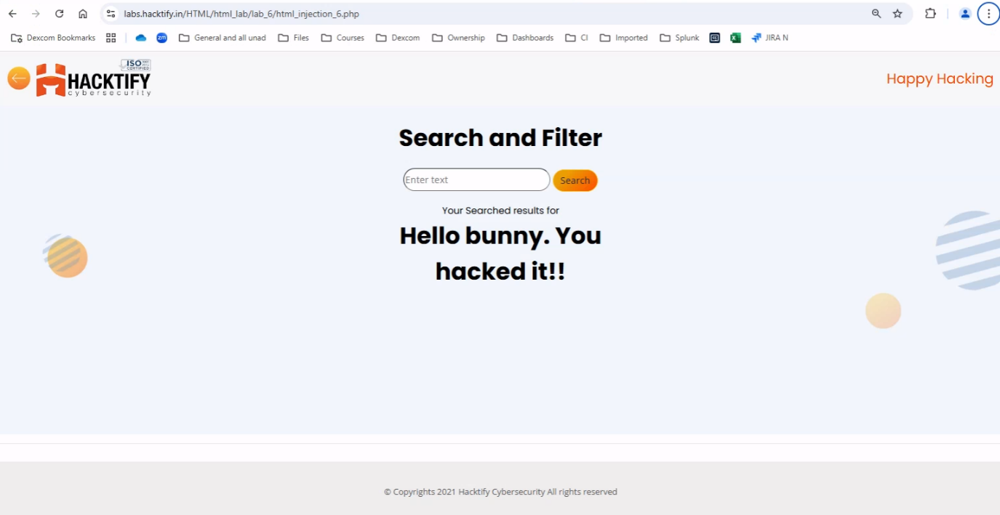 labs.hacktify.in/HTML/html_lab/lab_6/html_injection_6.php
Dexcom Bookmarks zm General and all unad Files Courses Dexcom Ownership Dashboards CI Imported Splunk JIRA N
ISO
CERTIFIED
HACKTIFY
cybersecurity
Happy Hacking
Search and Filter
Enter text Search
Your Searched results for
Hello bunny. You
hacked it!!
© Copyrights 2021 Hacktify Cybersecurity All rights reserved